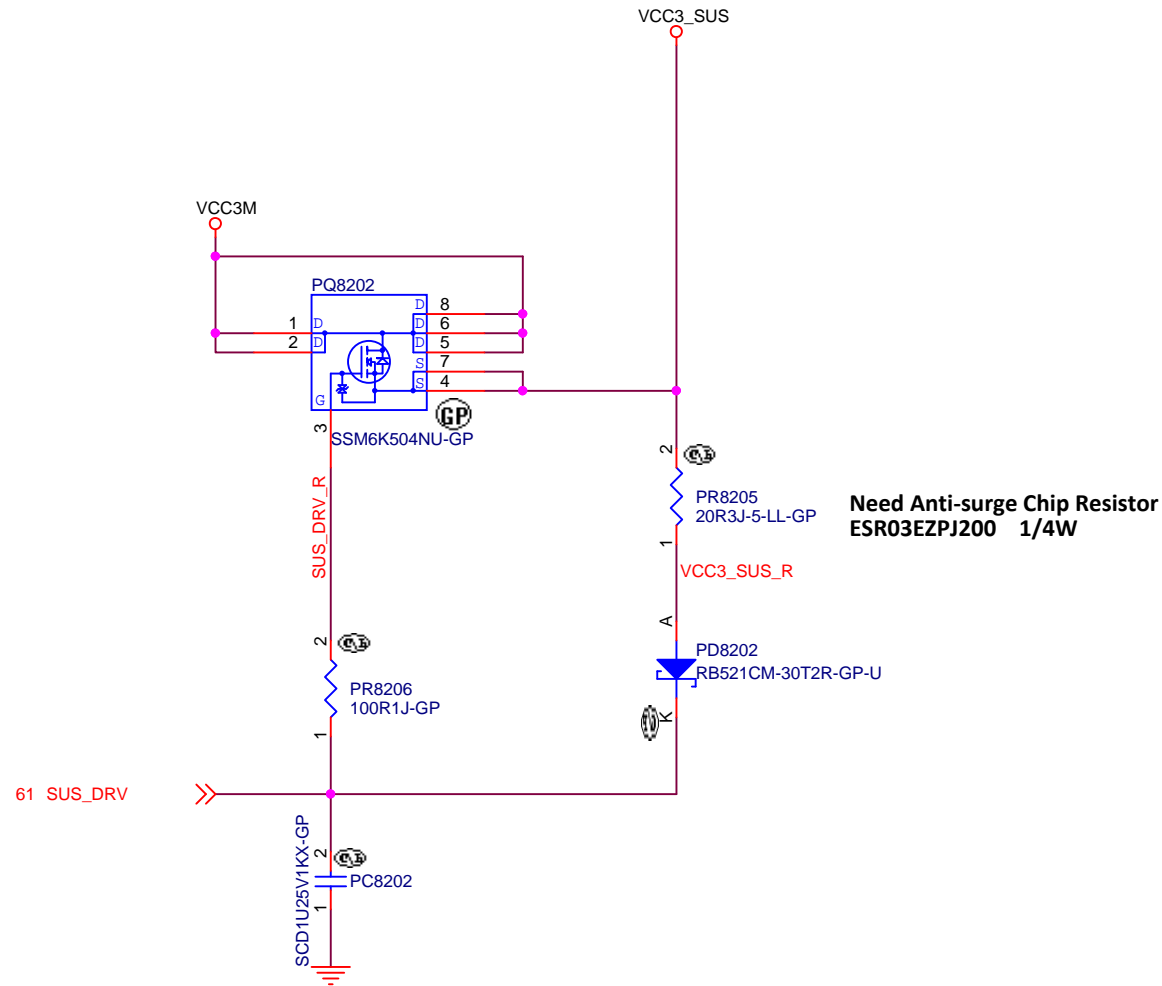 VCC3_SUS
VCC3M
PQ8202
1
2
D
D
D
D
D
S
S
G
8
6
5
7
4
3
GP
SSM6K504NU-GP
SUS_DRV_R
2
PR8205
20R3J-5-LL-GP
1
Need Anti-surge Chip Resistor
ESR03EZPJ200 1/4W
VCC3_SUS_R
A
PD8202
RB521CM-30T2R-GP-U
K
2
PR8206
100R1J-GP
1
61 SUS_DRV
SCD1U25V1KX-GP
2
PC8202
1